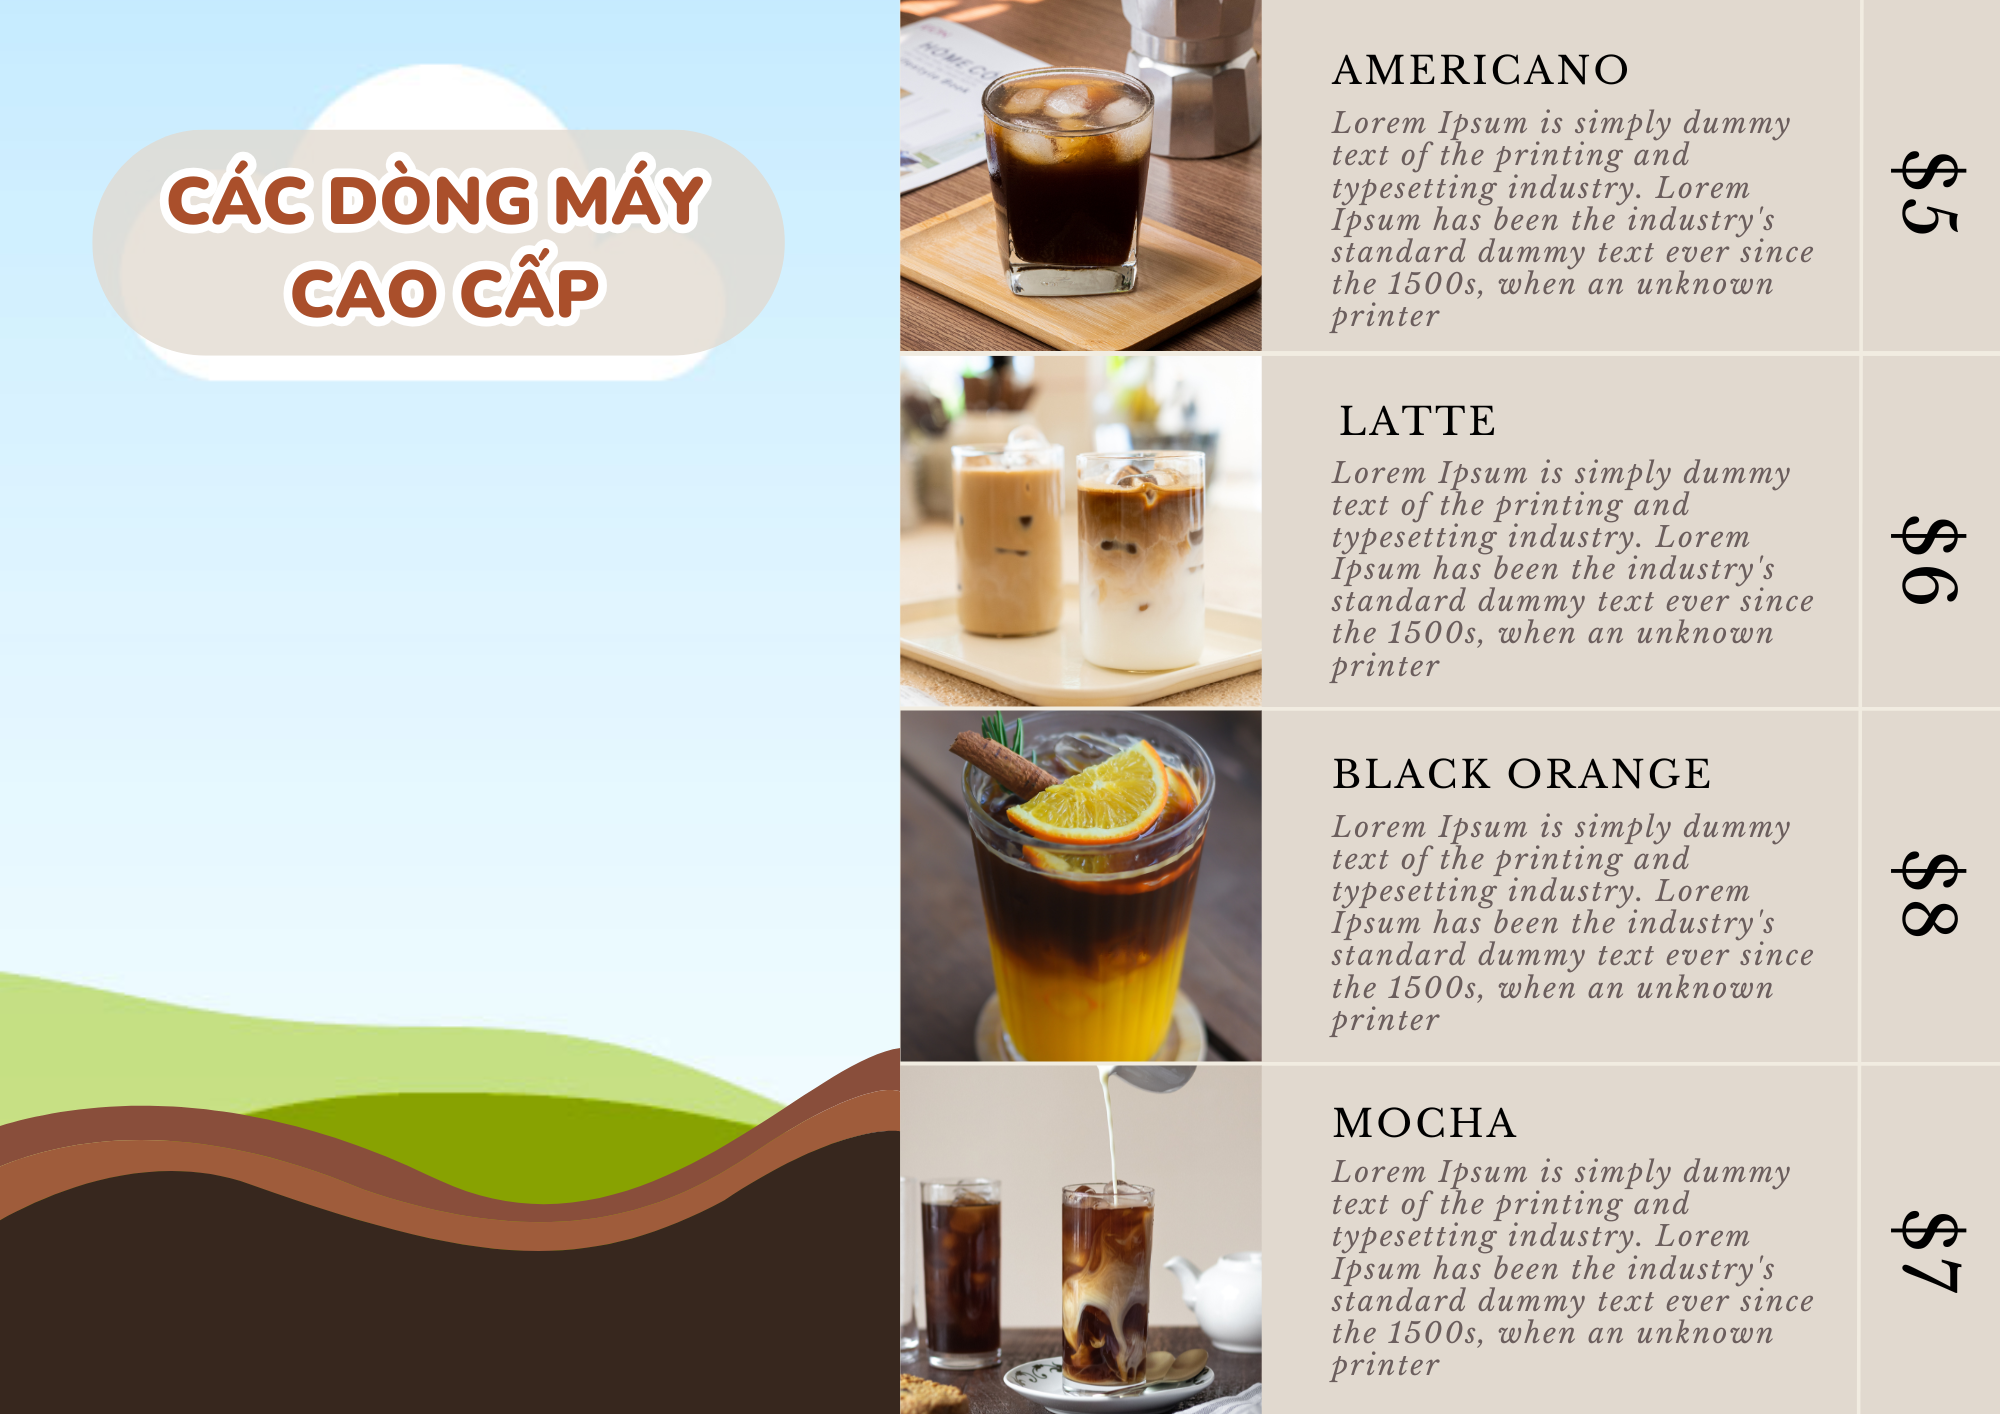 CÁC DÒNG MÁY
CAO CẤP
AMERICANO
Lorem Ipsum is simply dummy
text of the printing and
typesetting industry. Lorem
Ipsum has been the industry's
standard dummy text ever since
the 1500s, when an unknown
printer
$5
LATTE
Lorem Ipsum is simply dummy
text of the printing and
typesetting industry. Lorem
Ipsum has been the industry's
standard dummy text ever since
the 1500s, when an unknown
printer
$6
BLACK ORANGE
Lorem Ipsum is simply dummy
text of the printing and
typesetting industry. Lorem
Ipsum has been the industry's
standard dummy text ever since
the 1500s, when an unknown
printer
$8
MOCHA
Lorem Ipsum is simply dummy
text of the printing and
typesetting industry. Lorem
Ipsum has been the industry's
standard dummy text ever since
the 1500s, when an unknown
printer
$7